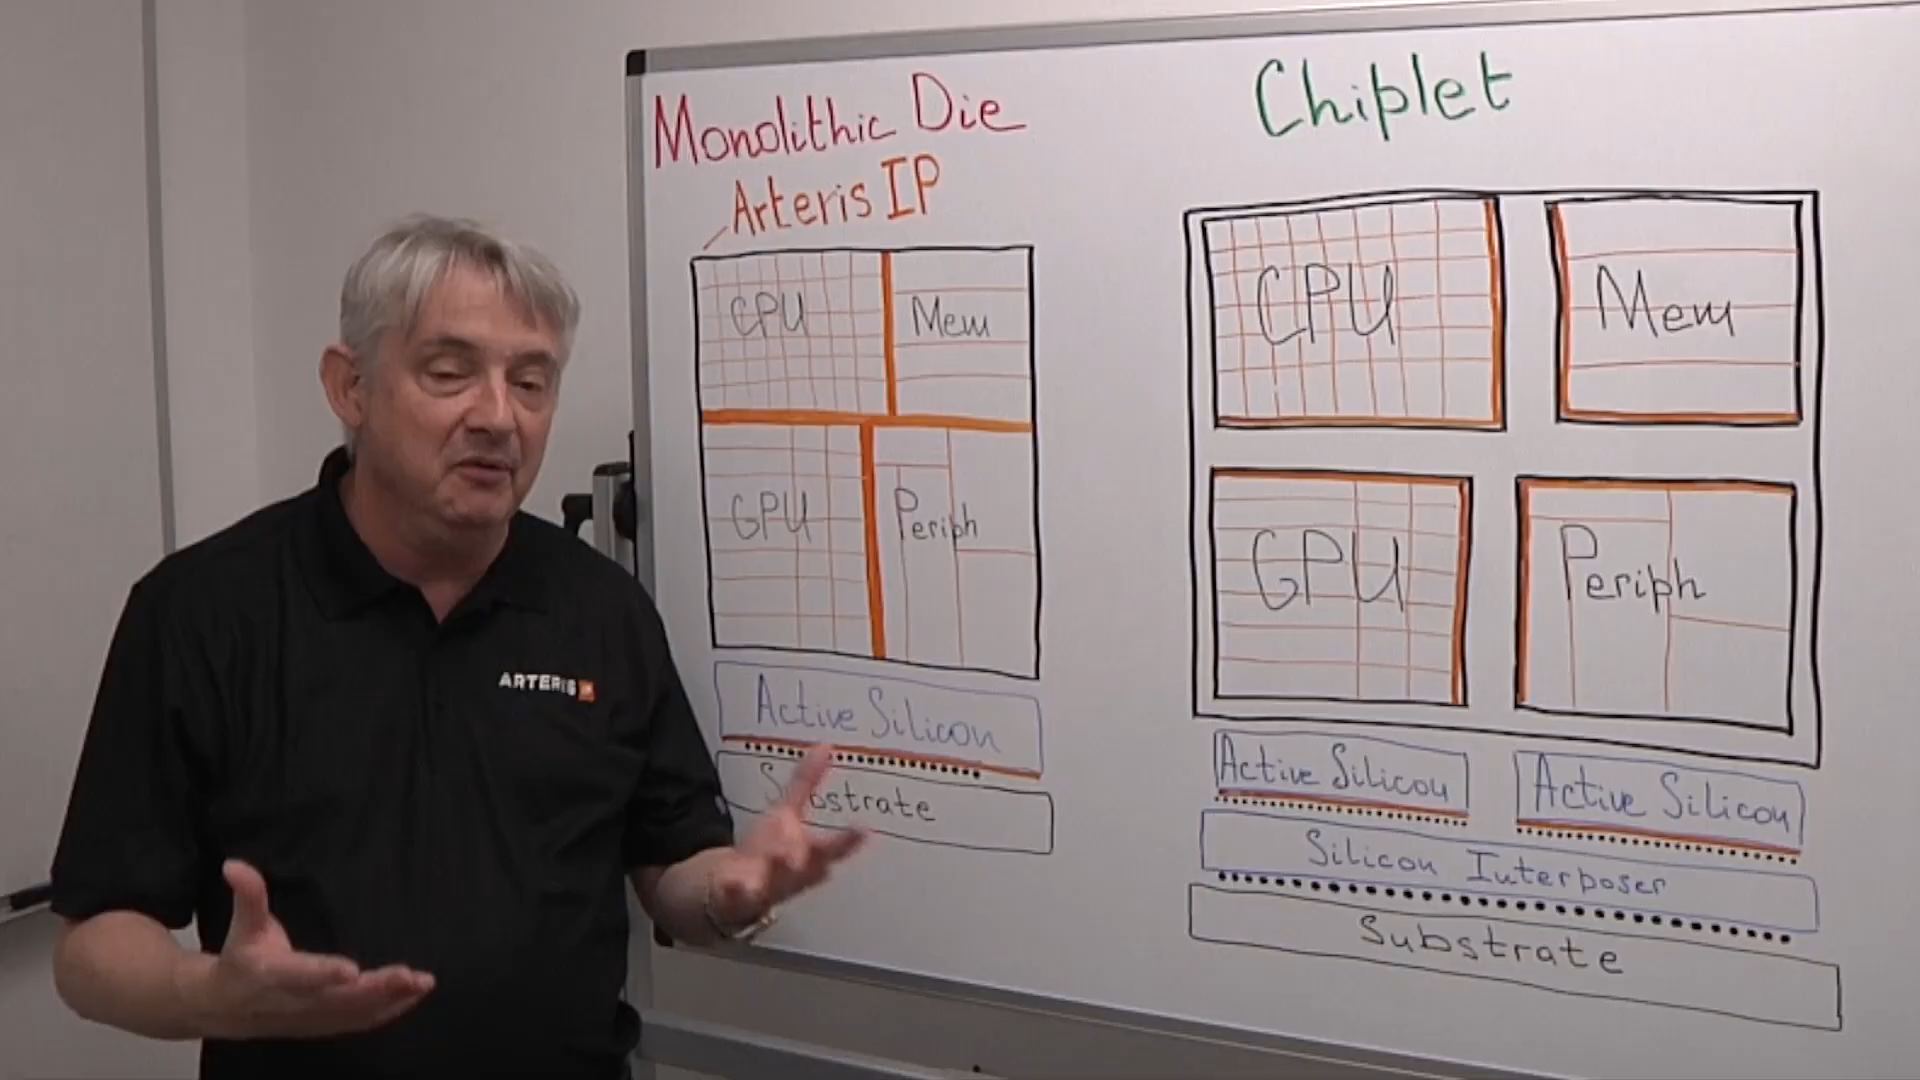 Monolithic Die
Arteris IP
CPU
Mem
GPU
Periph
Active Silicon
Substrate
Chiplet
CPU
Mem
GPU
Periph
Active Silicon
Active Silicon
Silicon Interposer
Substrate
ARTERIS IP